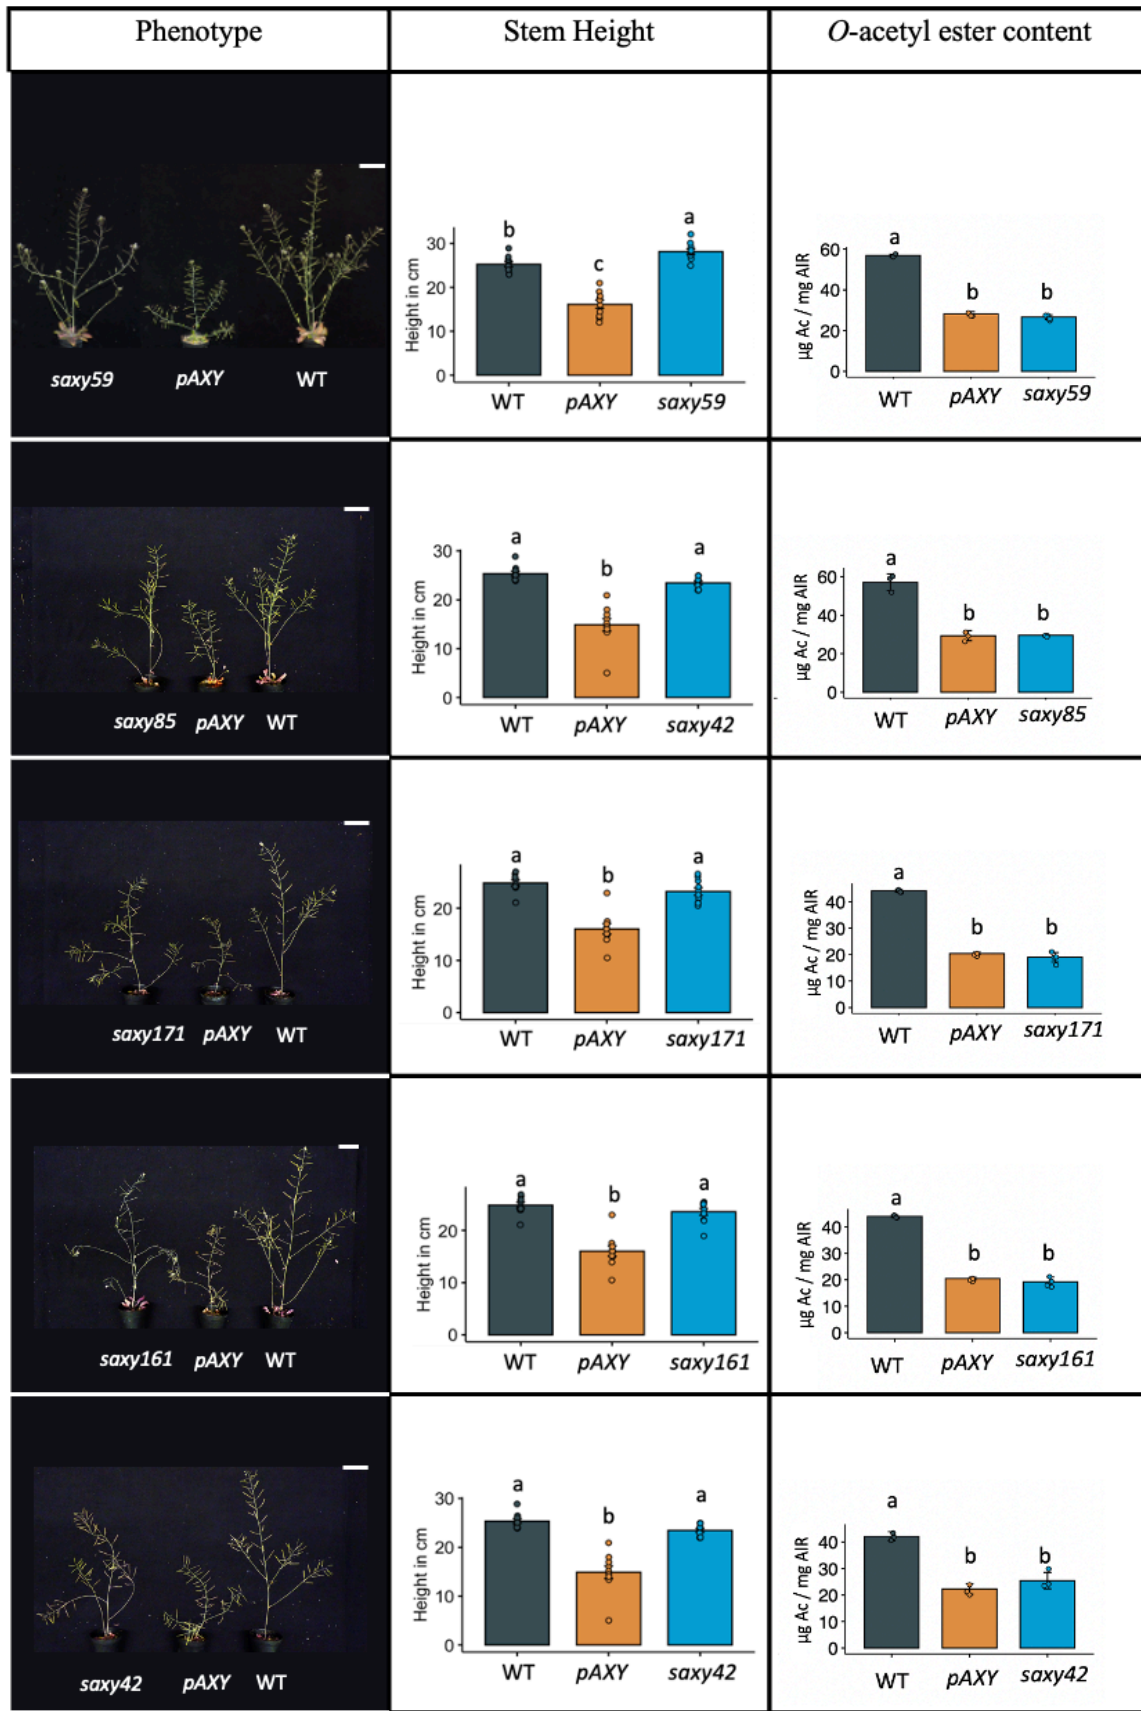 Phenotype Stem Height O-acetyl ester content
saxy59 pAXY WT
Height in cm
30
20
10
0
b c a
WT pAXY saxy59
µg Ac / mg AIR
60
40
20
0
a b b
WT pAXY saxy59
saxy85 pAXY WT
Height in cm
30
20
10
0
a b a
WT pAXY saxy42
µg Ac / mg AIR
60
40
20
0
a b b
WT pAXY saxy85
saxy171 pAXY WT
Height in cm
20
10
0
a b a
WT pAXY saxy171
µg Ac / mg AIR
40
30
20
10
0
a b b
WT pAXY saxy171
saxy161 pAXY WT
Height in cm
20
10
0
a b a
WT pAXY saxy161
µg Ac / mg AIR
40
30
20
10
0
a b b
WT pAXY saxy161
saxy42 pAXY WT
Height in cm
30
20
10
0
a b a
WT pAXY saxy42
µg Ac / mg AIR
40
30
20
10
0
a b b
WT pAXY saxy42